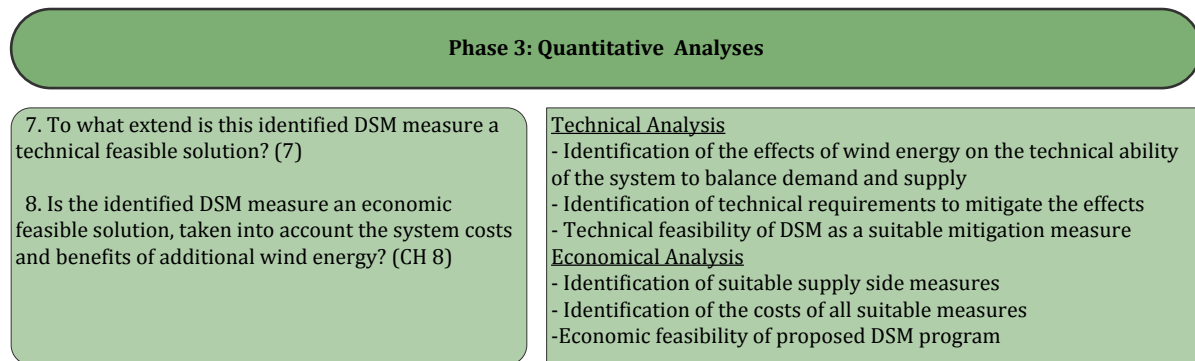 Phase 3: Quantitative Analyses
7. To what extend is this identified DSM measure a
technical feasible solution? (7)
8. Is the identified DSM measure an economic
feasible solution, taken into account the system costs
and benefits of additional wind energy? (CH 8)
Technical Analysis
- Identification of the effects of wind energy on the technical ability
of the system to balance demand and supply
- Identification of technical requirements to mitigate the effects
- Technical feasibility of DSM as a suitable mitigation measure
Economical Analysis
- Identification of suitable supply side measures
- Identification of the costs of all suitable measures
-Economic feasibility of proposed DSM program